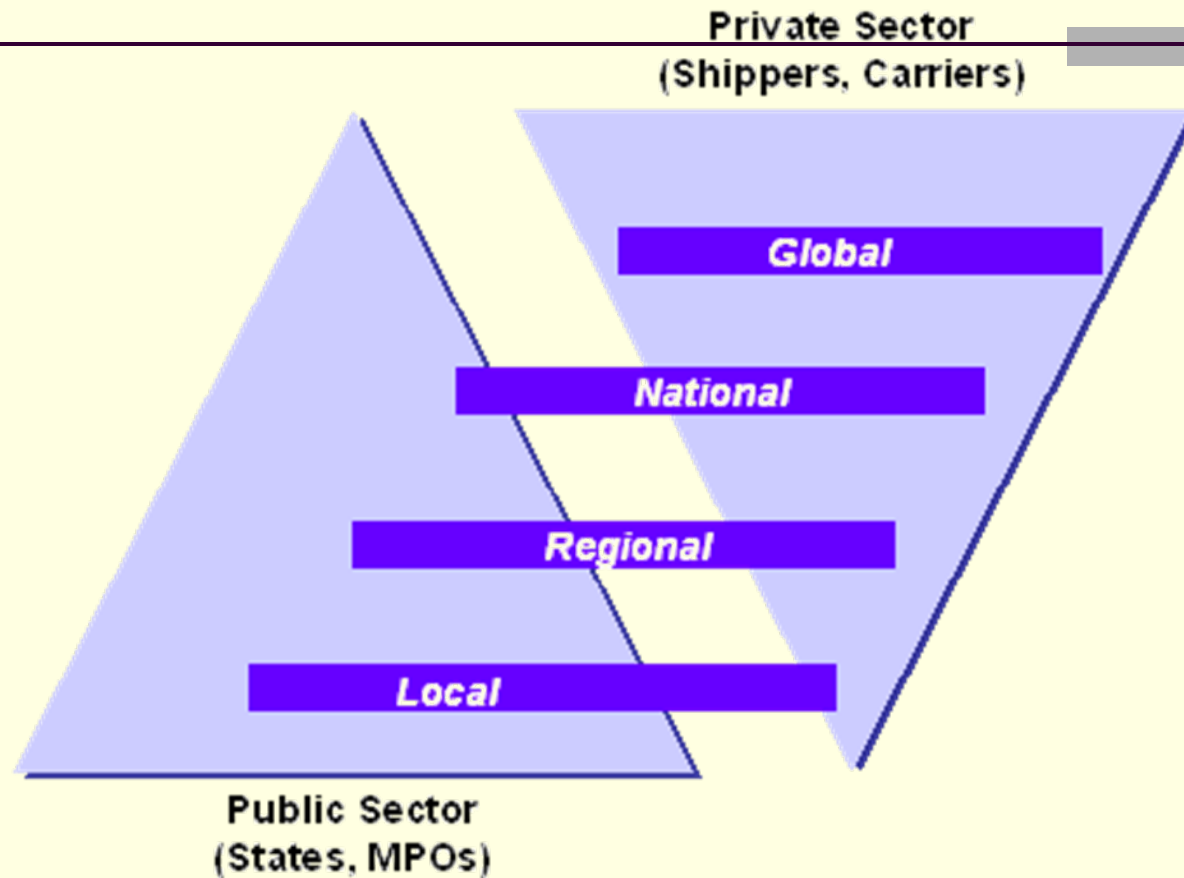 Private Sector
(Shippers, Carriers)
Global
National
Regional
Local
Public Sector
(States, MPOs)